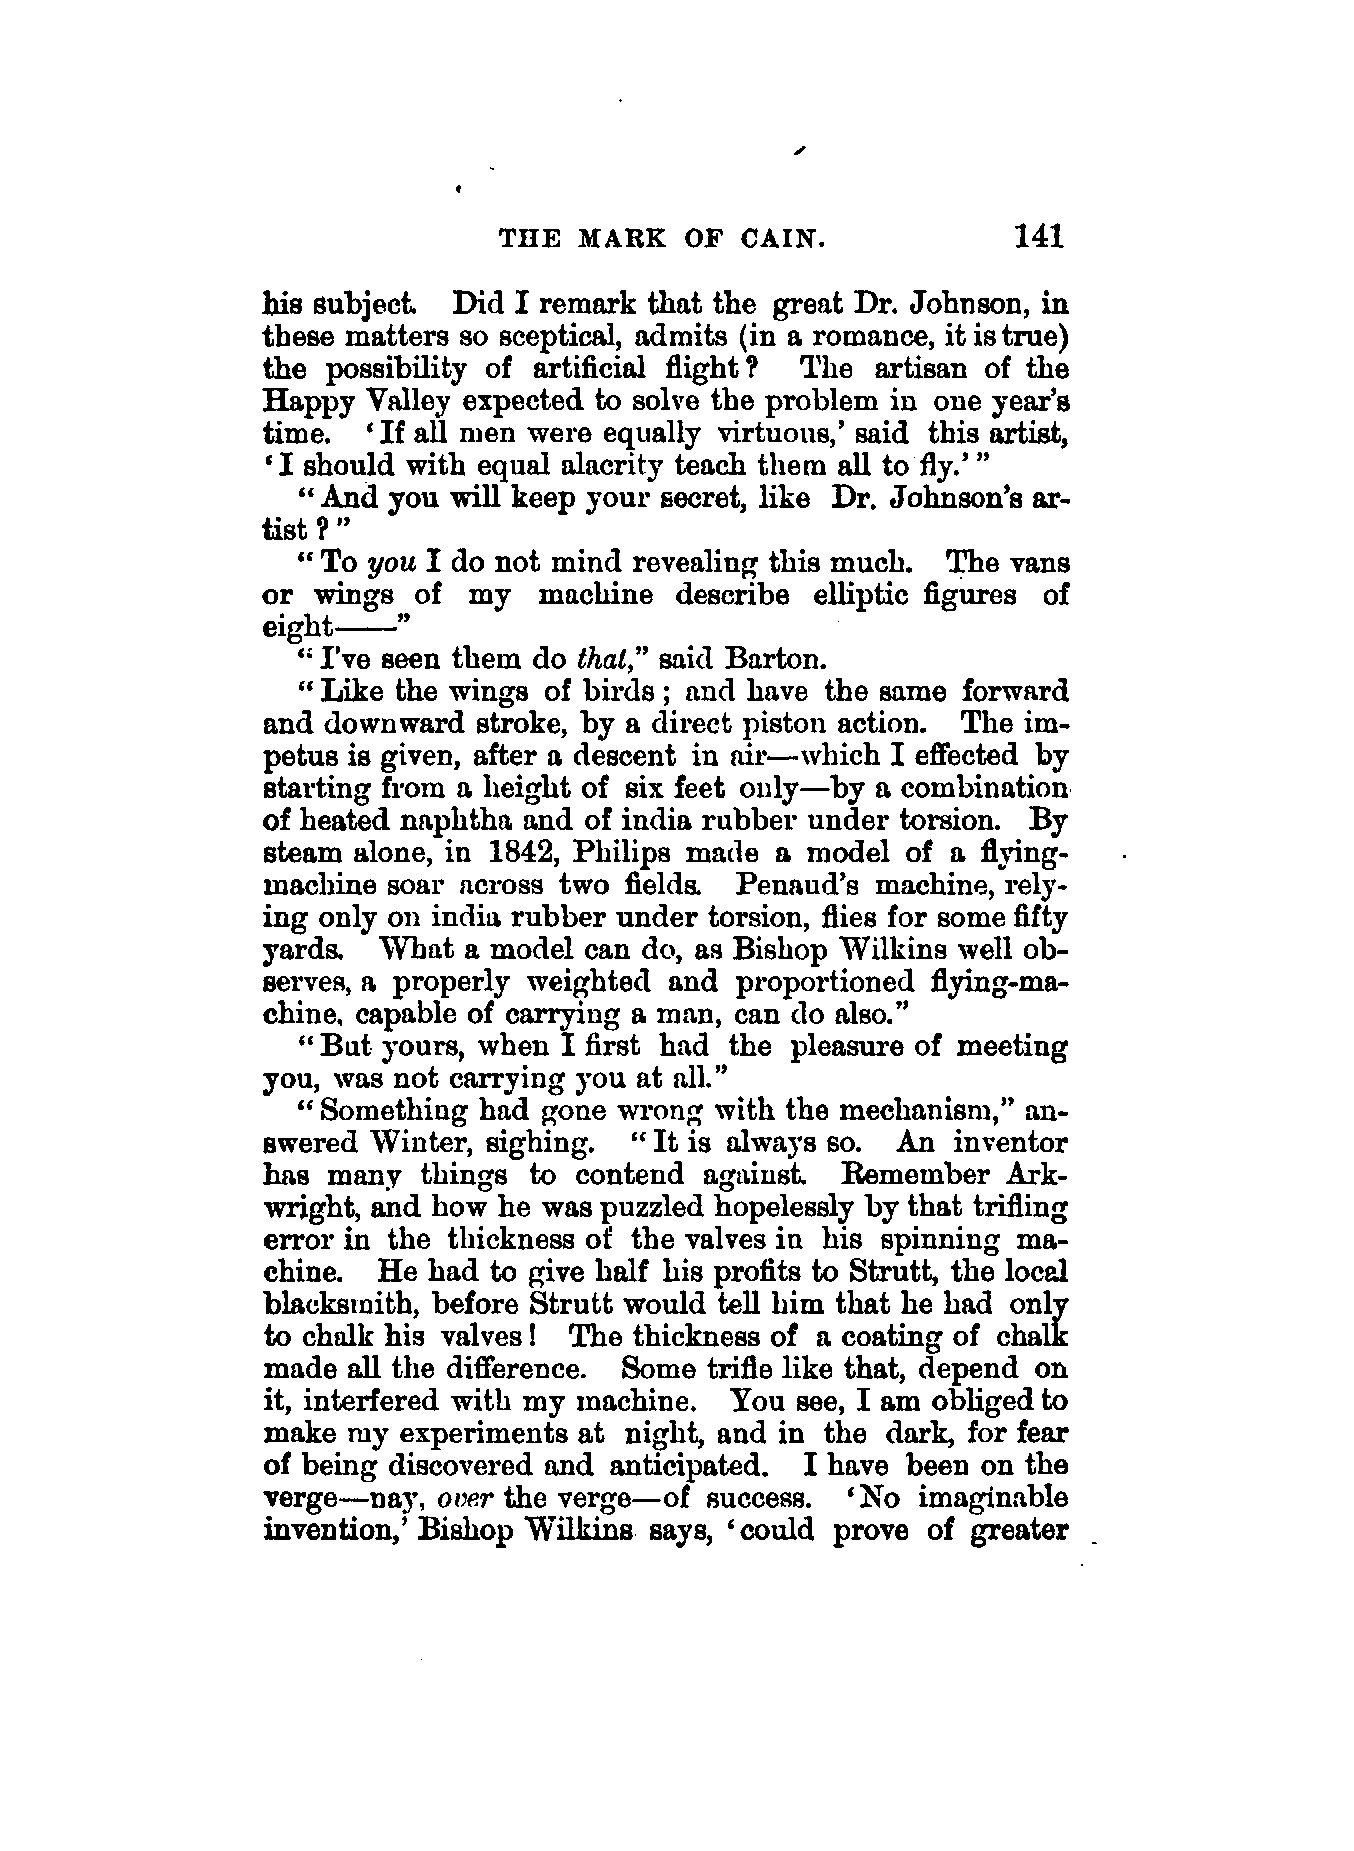 THE MARK OF CAIN. 141
his subject. Did I remark that the great Dr. Johnson, in
these matters so sceptical, admits (in a romance, it is true)
the possibility of artificial flight? The artisan of the
Happy Valley expected to solve the problem in one year's
time. 'If all men were equally virtuous,' said this artist,
'I should with equal alacrity teach them all to fly.'"
"And you will keep your secret, like Dr. Johnson's ar-
tist?"
"To you I do not mind revealing this much. The vans
or wings of my machine describe elliptic figures of
eight——"
"I've seen them do that," said Barton.
"Like the wings of birds; and have the same forward
and downward stroke, by a direct piston action. The im-
petus is given, after a descent in air—which I effected by
starting from a height of six feet only—by a combination
of heated naphtha and of india rubber under torsion. By
steam alone, in 1842, Philips made a model of a flying-
machine soar across two fields. Penaud's machine, rely-
ing only on india rubber under torsion, flies for some fifty
yards. What a model can do, as Bishop Wilkins well ob-
serves, a properly weighted and proportioned flying-ma-
chine, capable of carrying a man, can do also."
"But yours, when I first had the pleasure of meeting
you, was not carrying you at all."
"Something had gone wrong with the mechanism," an-
swered Winter, sighing. "It is always so. An inventor
has many things to contend against. Remember Ark-
wright, and how he was puzzled hopelessly by that trifling
error in the thickness of the valves in his spinning ma-
chine. He had to give half his profits to Strutt, the local
blacksmith, before Strutt would tell him that he had only
to chalk his valves! The thickness of a coating of chalk
made all the difference. Some trifle like that, depend on
it, interfered with my machine. You see, I am obliged to
make my experiments at night, and in the dark, for fear
of being discovered and anticipated. I have been on the
verge—nay, over the verge—of success. 'No imaginable
invention,' Bishop Wilkins says, 'could prove of greater